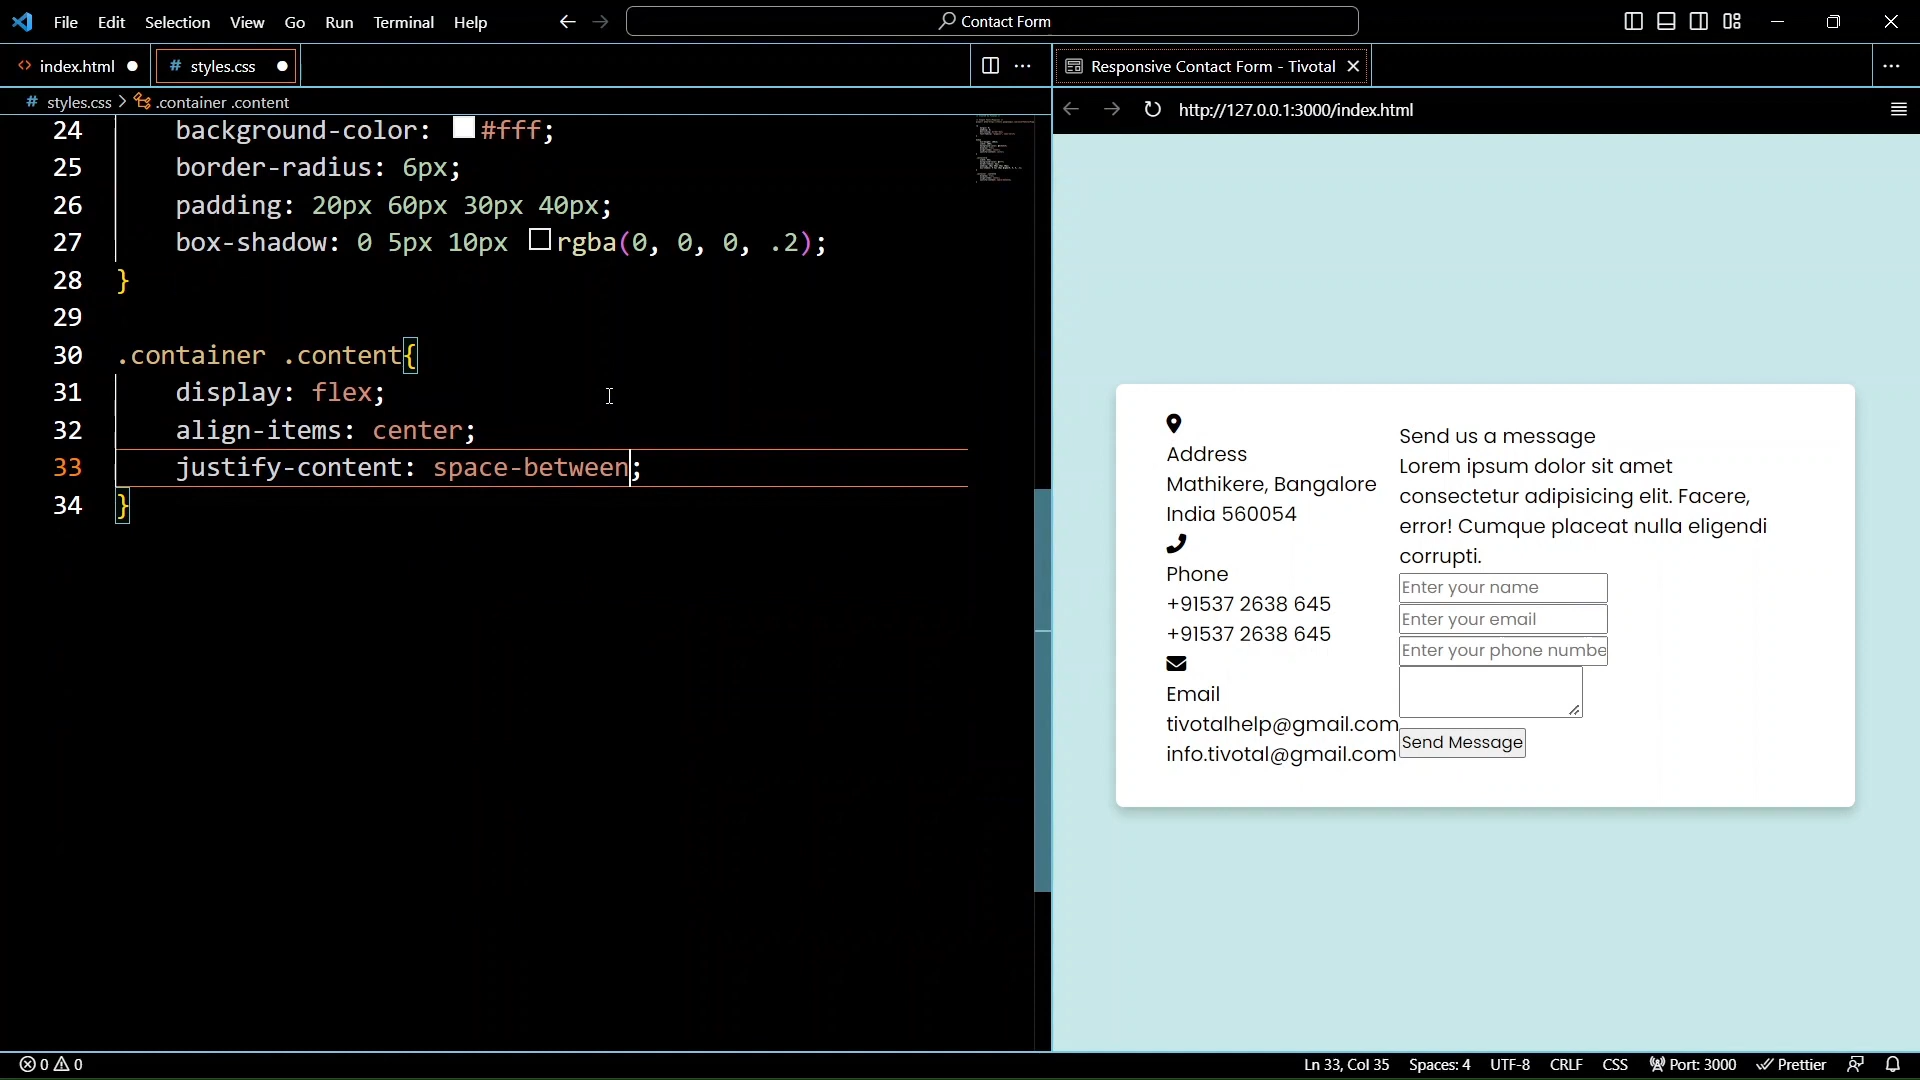 File Edit Selection View Go Run Terminal Help
Contact Form
index.html
# styles.css
Responsive Contact Form - Tivotal
# styles.css > .container .content
http://127.0.0.1:3000/index.html
24 background-color: #fff;
25 border-radius: 6px;
26 padding: 20px 60px 30px 40px;
27 box-shadow: 0 5px 10px rgba(0, 0, 0, .2);
28 }
29
30 .container .content{
31 display: flex;
32 align-items: center;
33 justify-content: space-between;
34 }
Address
Mathikere, Bangalore
India 560054
Phone
+91537 2638 645
+91537 2638 645
Email
tivotalhelp@gmail.com
info.tivotal@gmail.com
Send us a message
Lorem ipsum dolor sit amet
consectetur adipisicing elit. Facere,
error! Cumque placeat nulla eligendi
corrupti.
Enter your name
Enter your email
Enter your phone numbe
Send Message
0 0
Ln 33, Col 35 Spaces: 4 UTF-8 CRLF CSS Port: 3000 Prettier